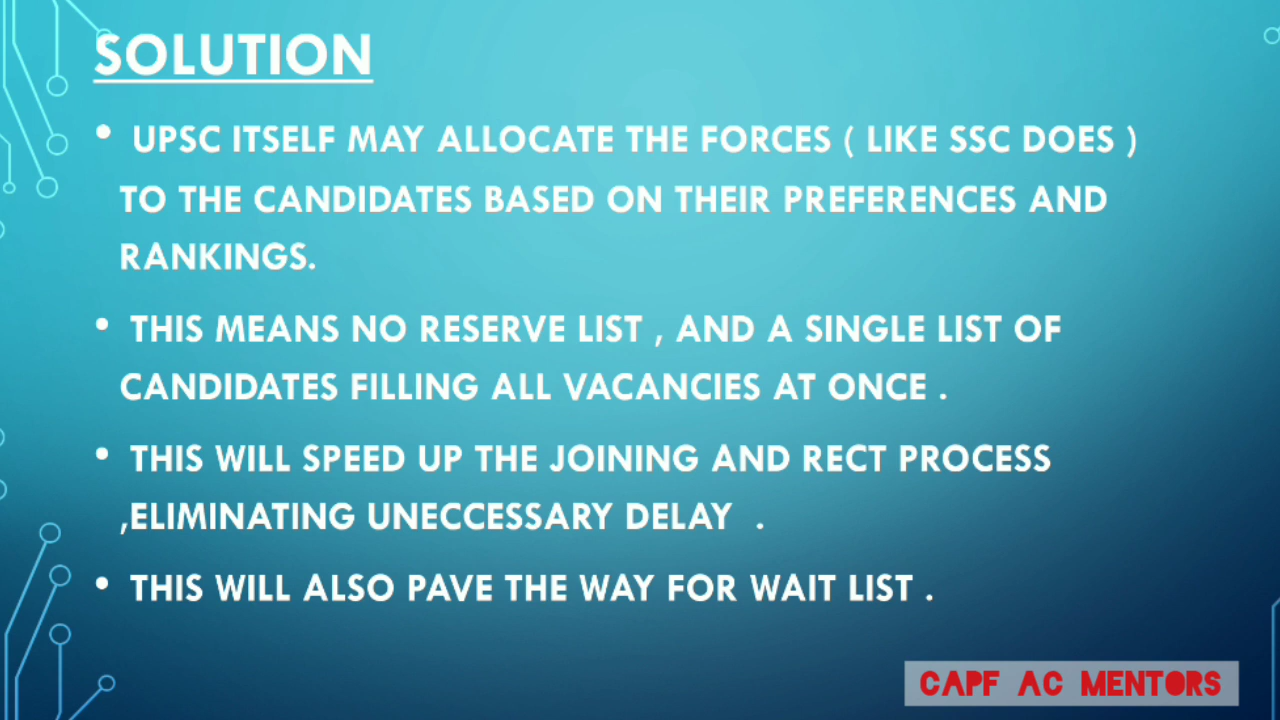 SOLUTION
• UPSC ITSELF MAY ALLOCATE THE FORCES ( LIKE SSC DOES )
TO THE CANDIDATES BASED ON THEIR PREFERENCES AND
RANKINGS.
• THIS MEANS NO RESERVE LIST , AND A SINGLE LIST OF
CANDIDATES FILLING ALL VACANCIES AT ONCE .
• THIS WILL SPEED UP THE JOINING AND RECT PROCESS
,ELIMINATING UNECCESSARY DELAY .
• THIS WILL ALSO PAVE THE WAY FOR WAIT LIST .
CAPF AC MENTORS